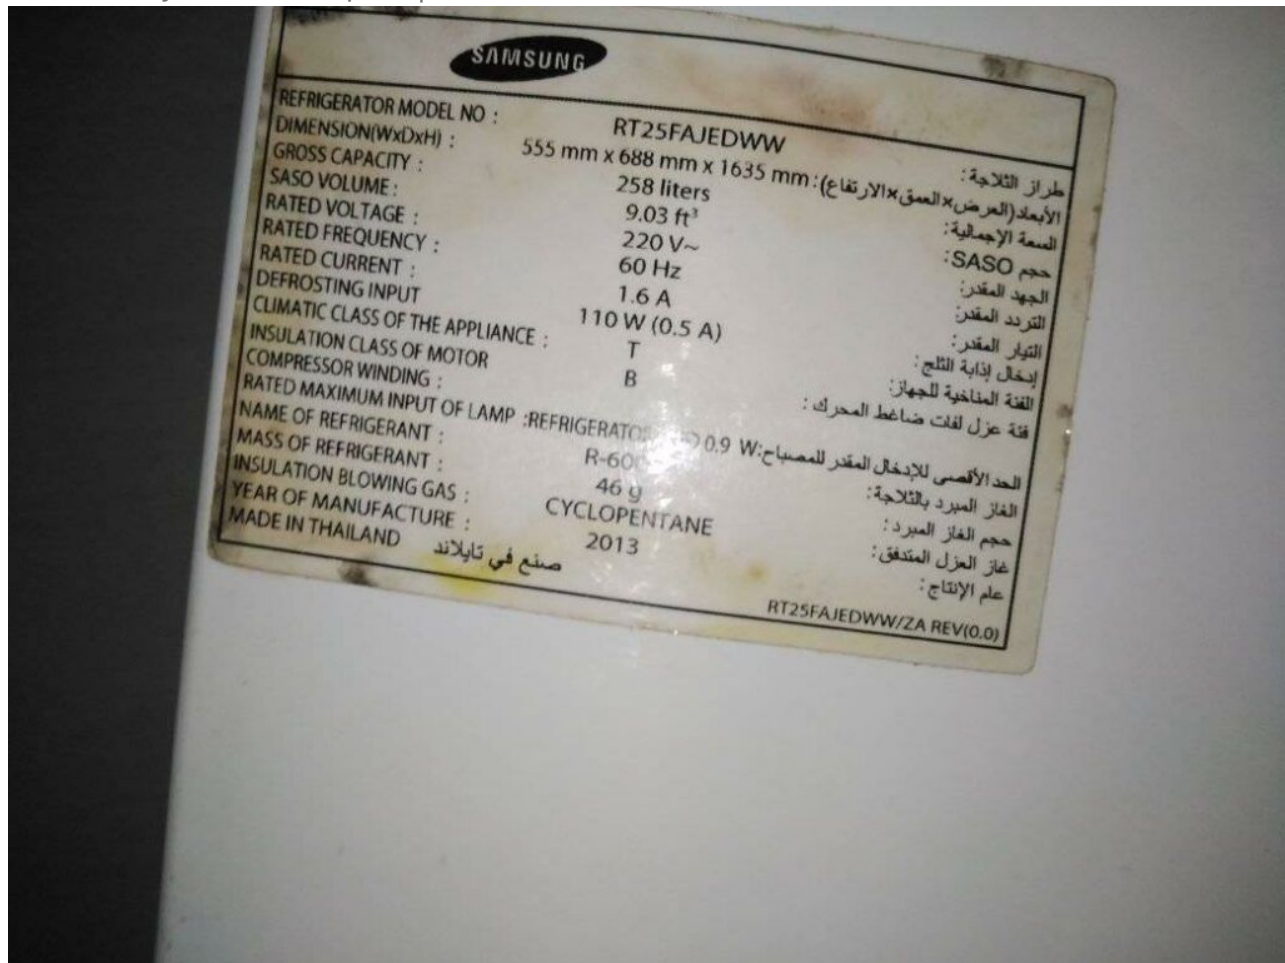 SAMSUNG
REFRIGERATOR MODEL NO : RT25FAJEDWW طراز الثلاجة:
DIMENSION(WxDxH) : 555 mm x 688 mm x 1635 mm :الأبعاد(العرض×العمق×الارتفاع)
GROSS CAPACITY : 258 liters السعة الإجمالية:
SASO VOLUME : 9.03 ft³ حجم SASO:
RATED VOLTAGE : 220 V~ الجهد المقدر:
RATED FREQUENCY : 60 Hz التردد المقدر:
RATED CURRENT : 1.6 A التيار المقدر:
DEFROSTING INPUT 110 W (0.5 A) إدخال إذابة الثلج :
CLIMATIC CLASS OF THE APPLIANCE : T الفئة المناخية للجهاز:
INSULATION CLASS OF MOTOR
COMPRESSOR WINDING : B فئة عزل لفات ضاغط المحرك :
RATED MAXIMUM INPUT OF LAMP :REFRIGERATOR 0.9 W:الحد الأقصى للإدخال المقدر للمصباح
NAME OF REFRIGERANT : الغاز المبرد بالثلاجة:
MASS OF REFRIGERANT : 46 g حجم الغاز المبرد :
INSULATION BLOWING GAS : CYCLOPENTANE غاز العزل المتدفق:
YEAR OF MANUFACTURE : 2013 عام الإنتاج :
MADE IN THAILAND صنع في تايلاند
RT25FAJEDWW/ZA REV(0.0)